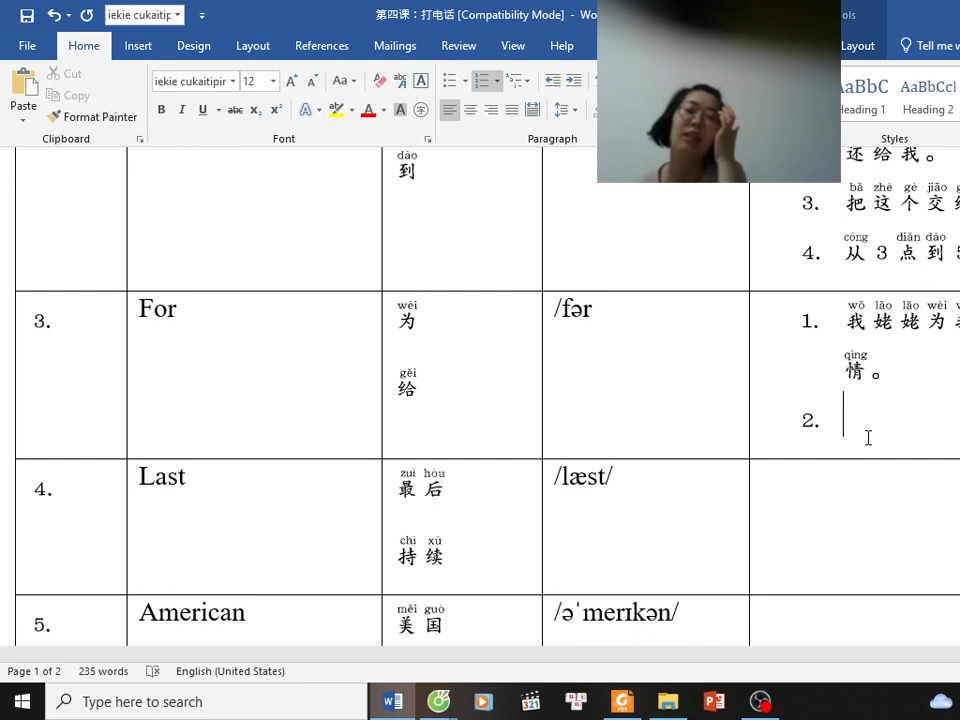 iekie cukaitip
第四课：打电话 [Compatibility Mode] - Wo
ols
File Home Insert Design Layout References Mailings Review View Help Layout Tell me w
Paste
Cut
Copy
Format Painter
iekie cukaitipir 12
AaBbC AaBbCcl
Heading 1 Heading 2
Clipboard Font Paragraph Styles
dào
到
还 给 我 。
bǎ zhè gè jiāo
3. 把 这 个 交
cóng diǎn dào
4. 从 3 点 到 5
3. For
wèi
为
gěi
给
/fər
wǒ lǎo lǎo wèi
1. 我 姥 姥 为
qíng
情 。
2.
4. Last
zuì hòu
最 后
chí xù
持 续
/læst/
5. American
měi guó
美 国
/əˈmerɪkən/
Page 1 of 2 235 words English (United States)
Type here to search
321